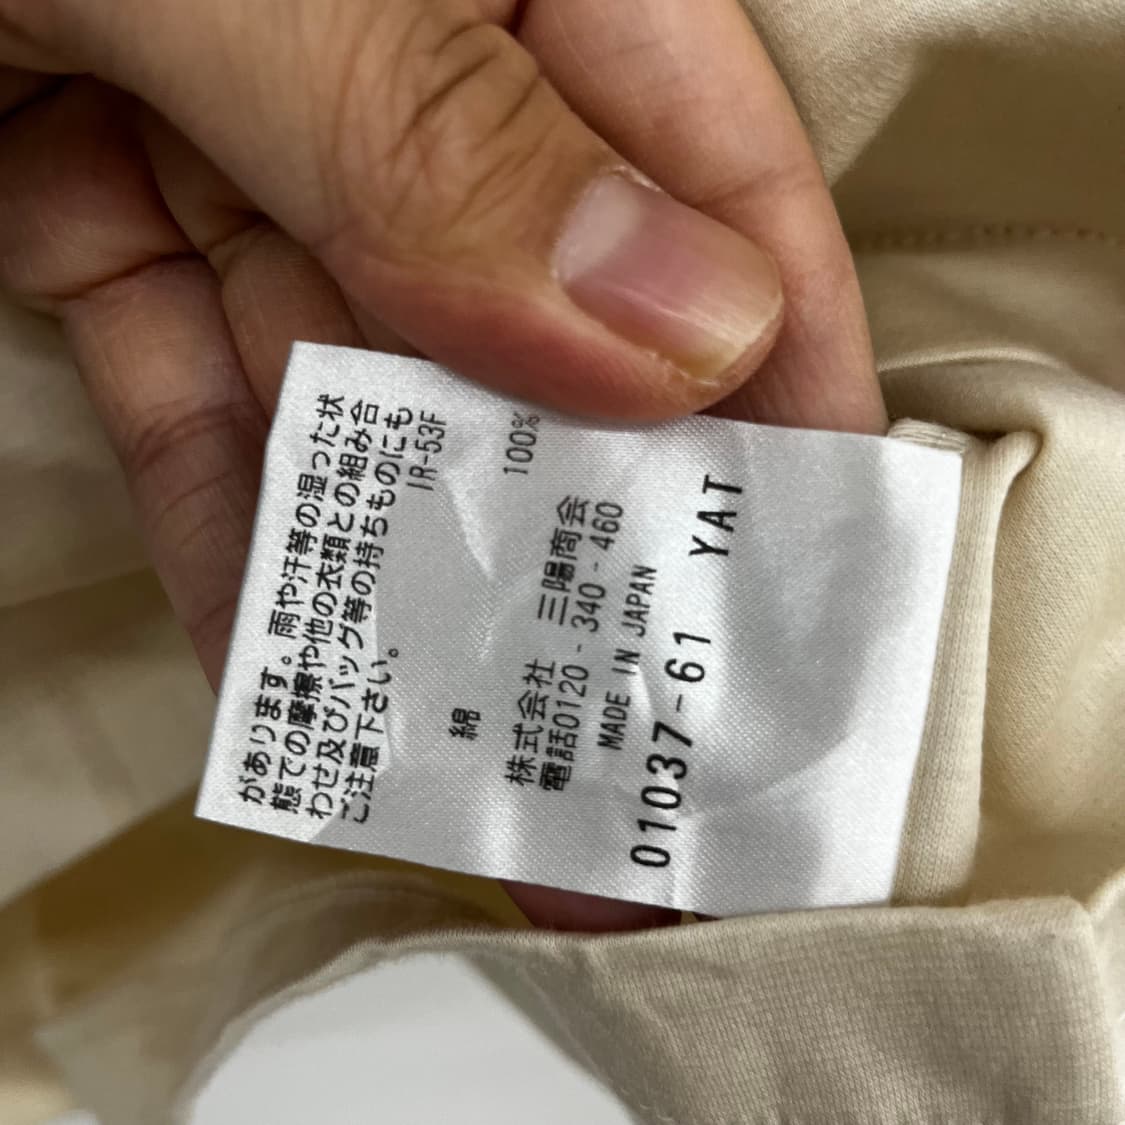 があります。雨や汗等の湿った状
態での摩擦や他の衣類との組み合
わせ及びバッグ等の持ちものにも
ご注意下さい。 IR-53F
綿 100%
株式会社 三陽商会
電話0120-340-460
MADE IN JAPAN
01037-61 YAT